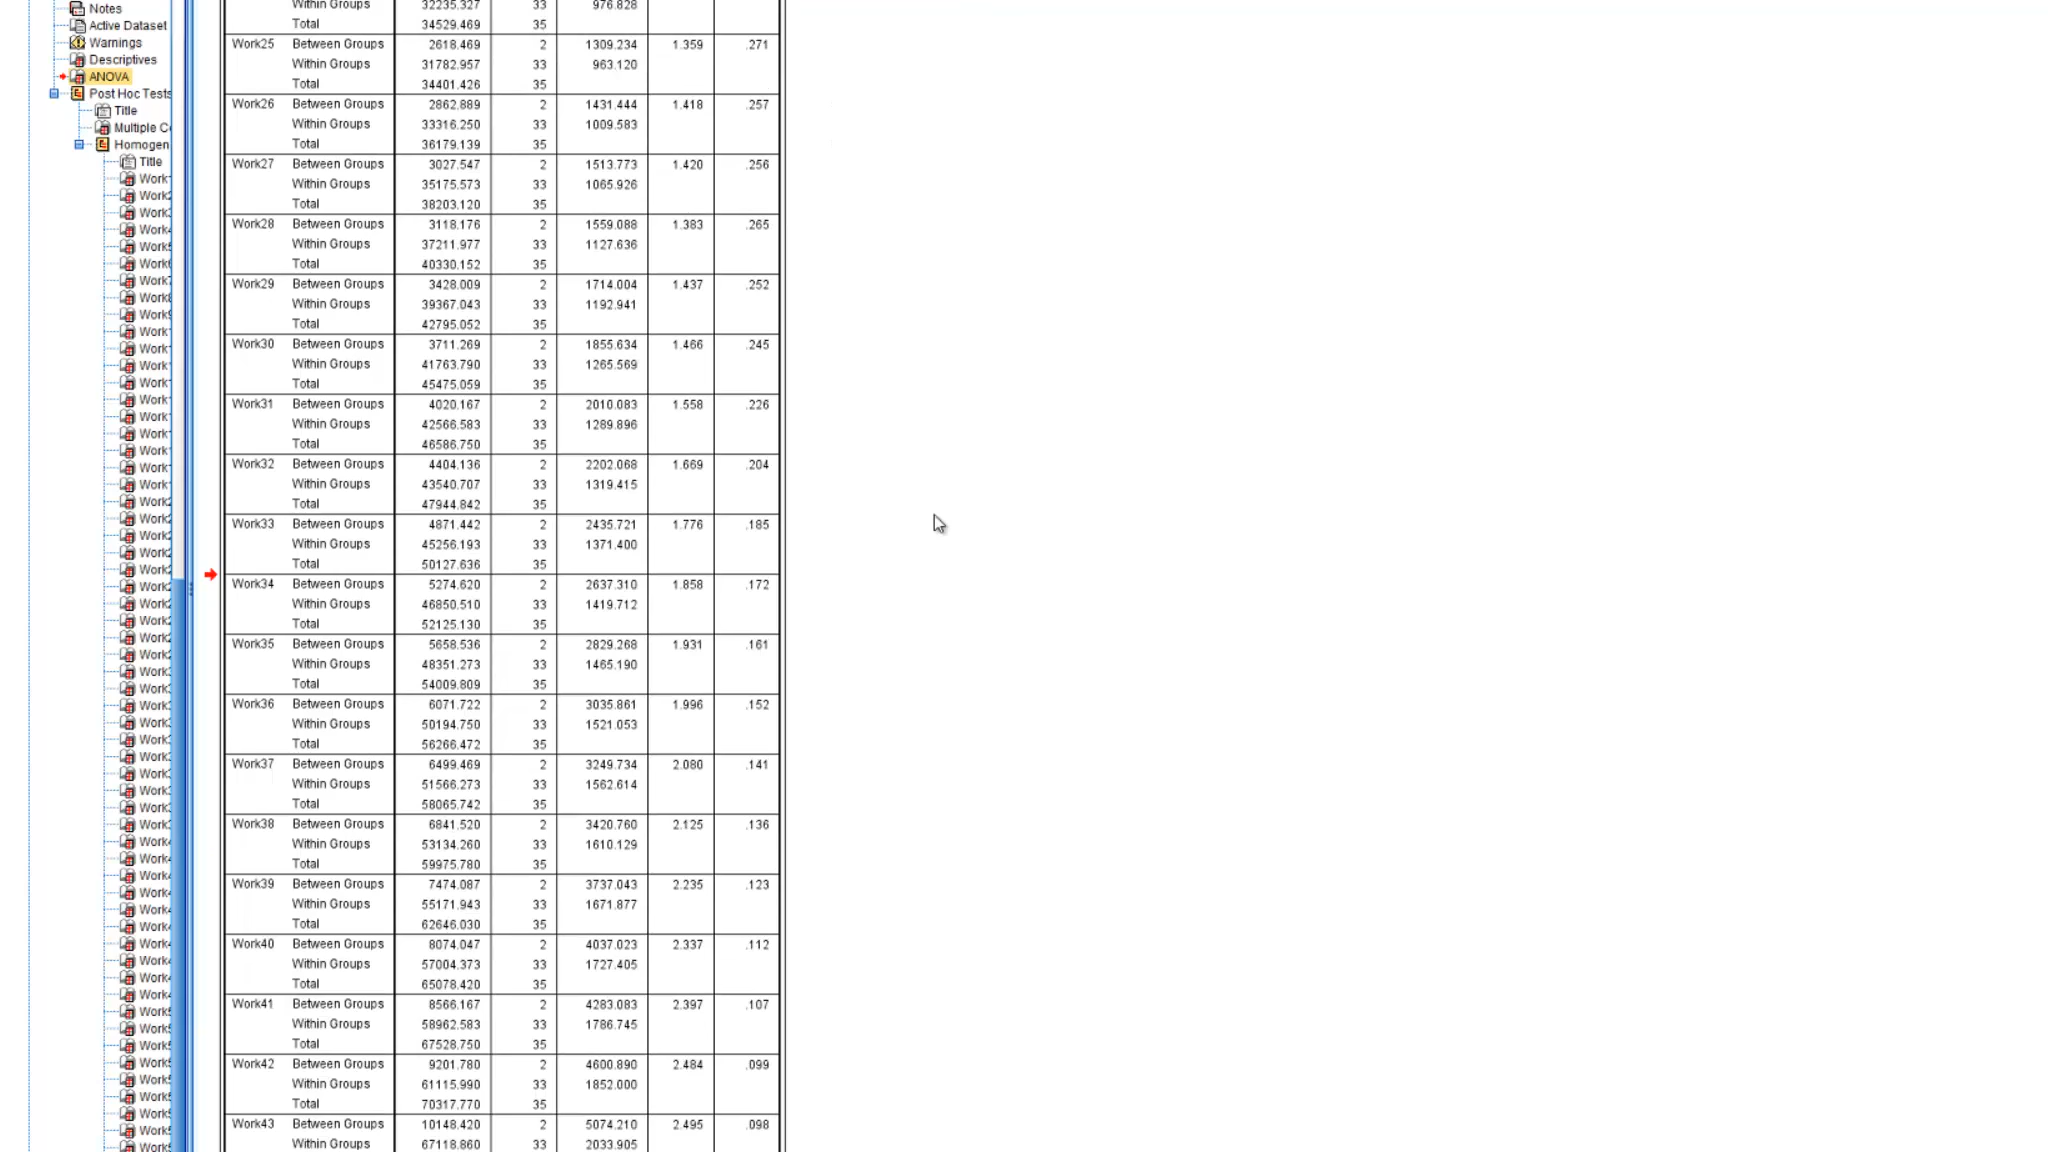 Notes
Active Dataset
Warnings
Descriptives
ANOVA
Post Hoc Tests
Title
Multiple
Homogen
Title
Within Groups 32235.327 33 976.828
Total 34529.469 35
Work25 Between Groups 2618.469 2 1309.234 1.359 .271
Within Groups 31782.957 33 963.120
Total 34401.426 35
Work26 Between Groups 2862.889 2 1431.444 1.418 .257
Within Groups 33316.250 33 1009.583
Total 36179.139 35
Work27 Between Groups 3027.547 2 1513.773 1.420 .256
Within Groups 35175.573 33 1065.926
Total 38203.120 35
Work28 Between Groups 3118.176 2 1559.088 1.383 .265
Within Groups 37211.977 33 1127.636
Total 40330.152 35
Work29 Between Groups 3428.009 2 1714.004 1.437 .252
Within Groups 39367.043 33 1192.941
Total 42795.052 35
Work30 Between Groups 3711.269 2 1855.634 1.466 .245
Within Groups 41763.790 33 1265.569
Total 45475.059 35
Work31 Between Groups 4020.167 2 2010.083 1.558 .226
Within Groups 42566.583 33 1289.896
Total 46586.750 35
Work32 Between Groups 4404.136 2 2202.068 1.669 .204
Within Groups 43540.707 33 1319.415
Total 47944.842 35
Work33 Between Groups 4871.442 2 2435.721 1.776 .185
Within Groups 45256.193 33 1371.400
Total 50127.636 35
Work34 Between Groups 5274.620 2 2637.310 1.858 .172
Within Groups 46850.510 33 1419.712
Total 52125.130 35
Work35 Between Groups 5658.536 2 2829.268 1.931 .161
Within Groups 48351.273 33 1465.190
Total 54009.809 35
Work36 Between Groups 6071.722 2 3035.861 1.996 .152
Within Groups 50194.750 33 1521.053
Total 56266.472 35
Work37 Between Groups 6499.469 2 3249.734 2.080 .141
Within Groups 51566.273 33 1562.614
Total 58065.742 35
Work38 Between Groups 6841.520 2 3420.760 2.125 .136
Within Groups 53134.260 33 1610.129
Total 59975.780 35
Work39 Between Groups 7474.087 2 3737.043 2.235 .123
Within Groups 55171.943 33 1671.877
Total 62646.030 35
Work40 Between Groups 8074.047 2 4037.023 2.337 .112
Within Groups 57004.373 33 1727.405
Total 65078.420 35
Work41 Between Groups 8566.167 2 4283.083 2.397 .107
Within Groups 58962.583 33 1786.745
Total 67528.750 35
Work42 Between Groups 9201.780 2 4600.890 2.484 .099
Within Groups 61115.990 33 1852.000
Total 70317.770 35
Work43 Between Groups 10148.420 2 5074.210 2.495 .098
Within Groups 67118.860 33 2033.905